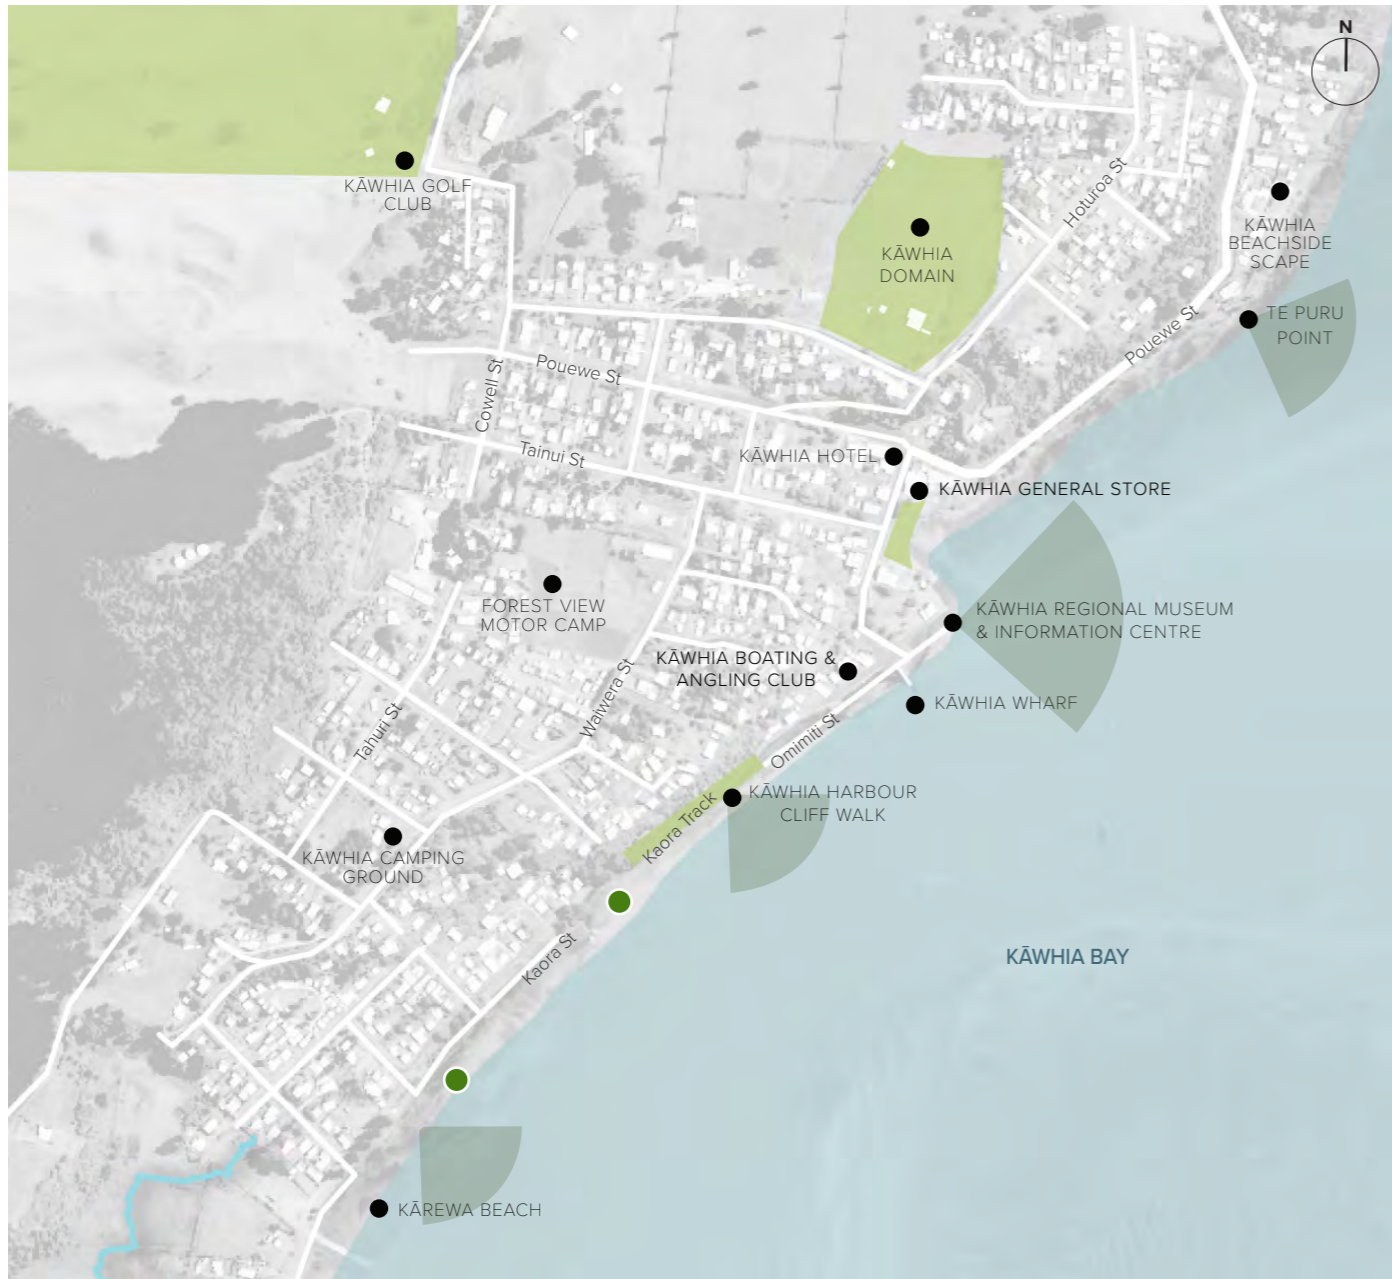 N
KĀWHIA GOLF
CLUB
Hoturoa St
KĀWHIA
BEACHSIDE
SCAPE
KĀWHIA
DOMAIN
TE PURU
POINT
Pouewe St
Pouewe St
Cowell St
Tainui St
KĀWHIA HOTEL
KĀWHIA GENERAL STORE
FOREST VIEW
MOTOR CAMP
KĀWHIA REGIONAL MUSEUM
& INFORMATION CENTRE
KĀWHIA BOATING &
ANGLING CLUB
Waiwera St
KĀWHIA WHARF
Tahuri St
Omimiti St
KĀWHIA HARBOUR
CLIFF WALK
Kaora Track
KĀWHIA CAMPING
GROUND
Kaora St
KĀWHIA BAY
KĀREWA BEACH